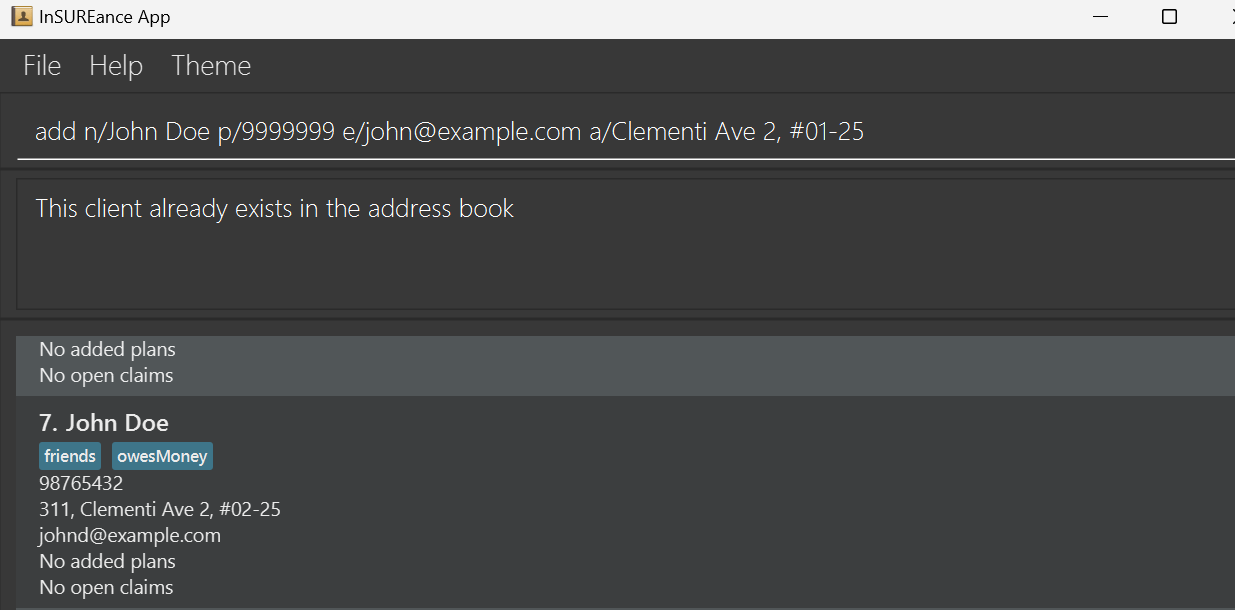 InSUREance App
File Help Theme
add n/John Doe p/9999999 e/john@example.com a/Clementi Ave 2, #01-25
This client already exists in the address book
No added plans
No open claims
7. John Doe
friends owesMoney
98765432
311, Clementi Ave 2, #02-25
johnd@example.com
No added plans
No open claims